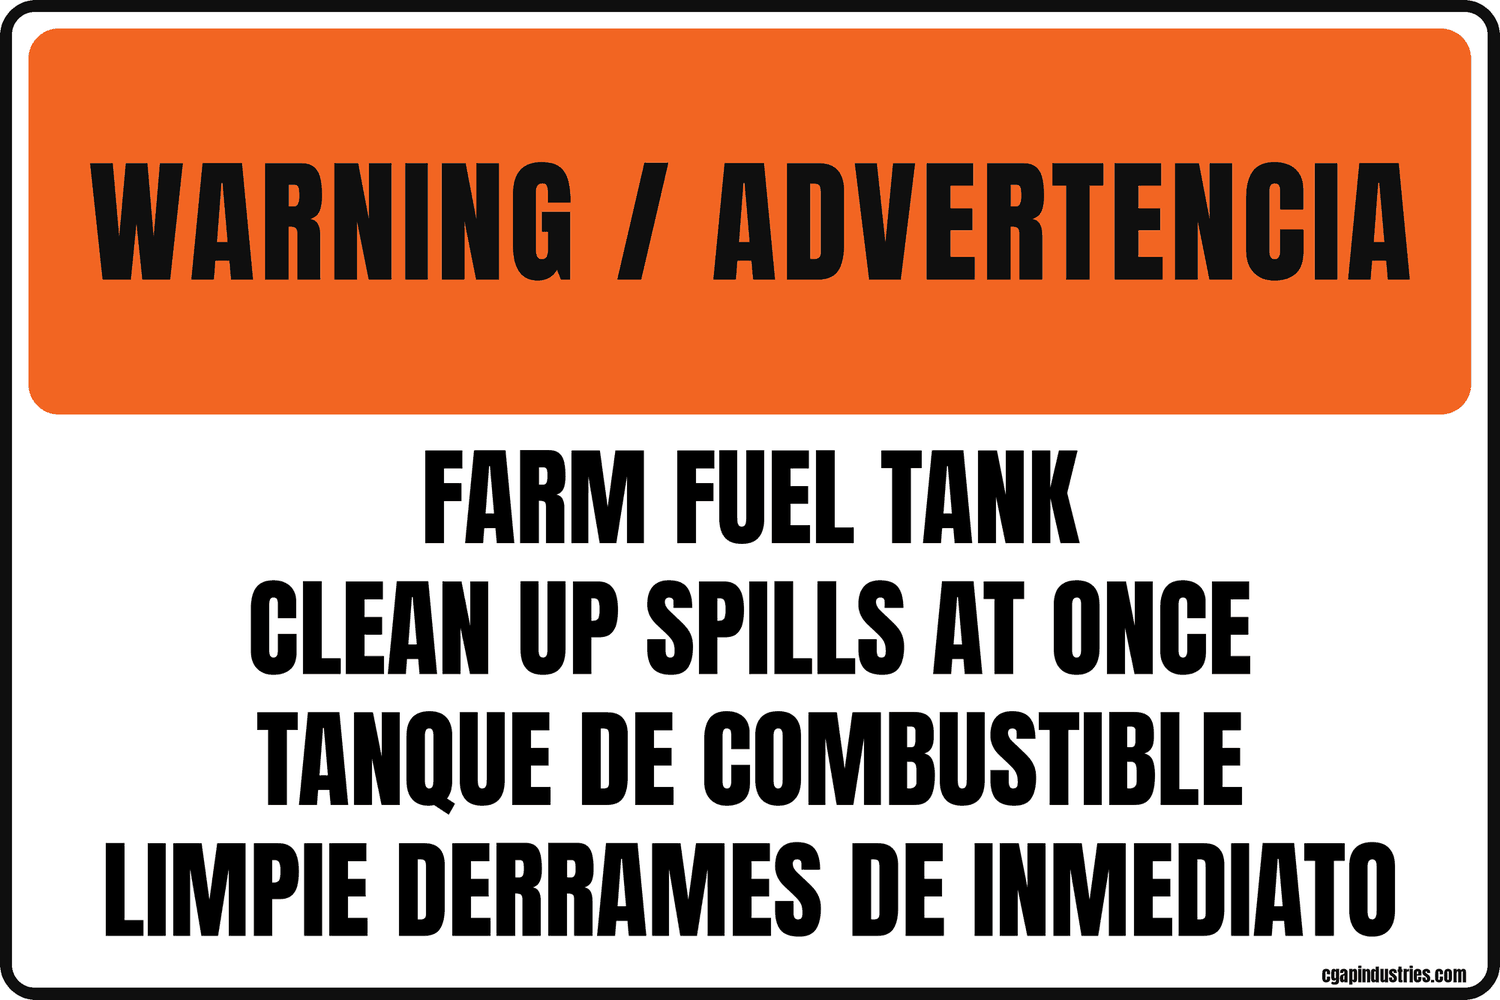 WARNING / ADVERTENCIA
FARM FUEL TANK
CLEAN UP SPILLS AT ONCE
TANQUE DE COMBUSTIBLE
LIMPIE DERRAMES DE INMEDIATO
cgapindustries.com